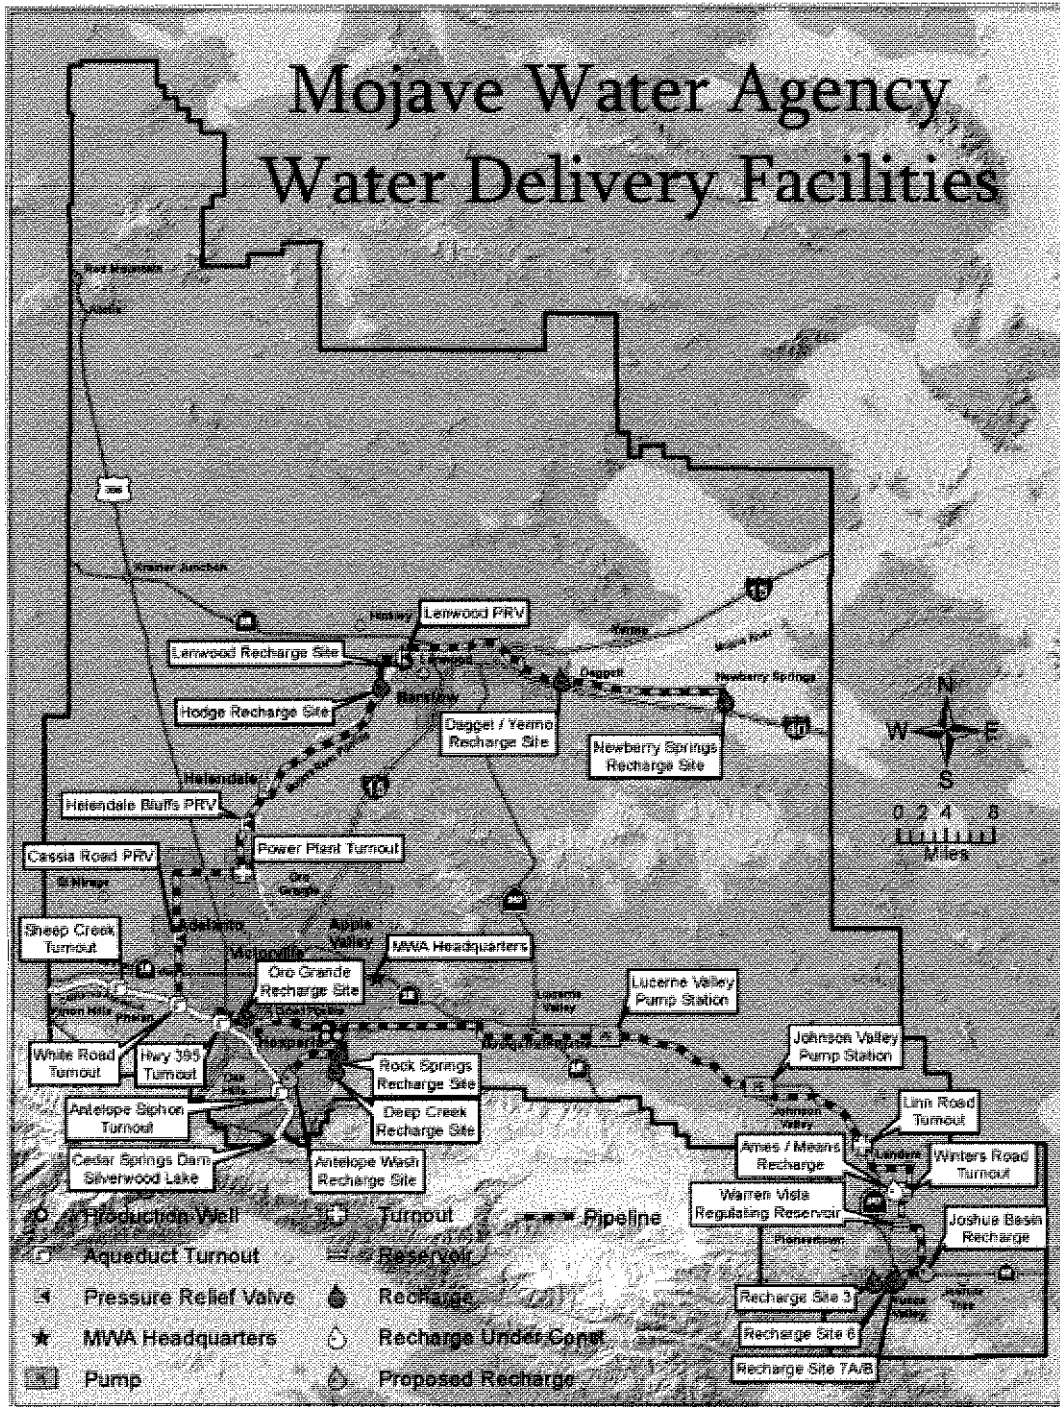 Mojave Water Agency
Water Delivery Facilities
Red Mountain
395
Kramer Junction
Hinkley
Lenwood PRV
Yermo
Mojave River
Lenwood Recharge Site
Lenwood
Daggett
Newberry Springs
Hodge Recharge Site
Barstow
Dagget / Yermo
Recharge Site
Newberry Springs
Recharge Site
N
W E
S
0 2 4 8
Miles
Helendale
Helendale Bluffs PRV
Power Plant Turnout
Cassia Road PRV
El Mirage
Oro
Grande
Adelanto
Sheep Creek
Turnout
Apple
Valley
Victorville
MWA Headquarters
Oro Grande
Recharge Site
Lucerne Valley
Pump Station
Lucerne
Valley
Pinon Hills
Phelan
White Road
Turnout
Hwy 395
Turnout
Hesperia
Oak
Hills
Rock Springs
Recharge Site
Johnson Valley
Pump Station
Antelope Siphon
Turnout
Deep Creek
Recharge Site
Johnson
Valley
Linn Road
Turnout
Cedar Springs Dam
Silverwood Lake
Antelope Wash
Recharge Site
Ames / Means
Recharge
Landers
Winters Road
Turnout
Warren Vista
Regulating Reservoir
Pioneertown
Joshua Basin
Recharge
Recharge Site 3
Yucca
Valley
Joshua
Tree
Recharge Site 6
Recharge Site 7A/B
Production Well
Turnout
Pipeline
Aqueduct Turnout
Reservoir
Pressure Relief Valve
Recharge
MWA Headquarters
Recharge Under Const.
Pump
Proposed Recharge